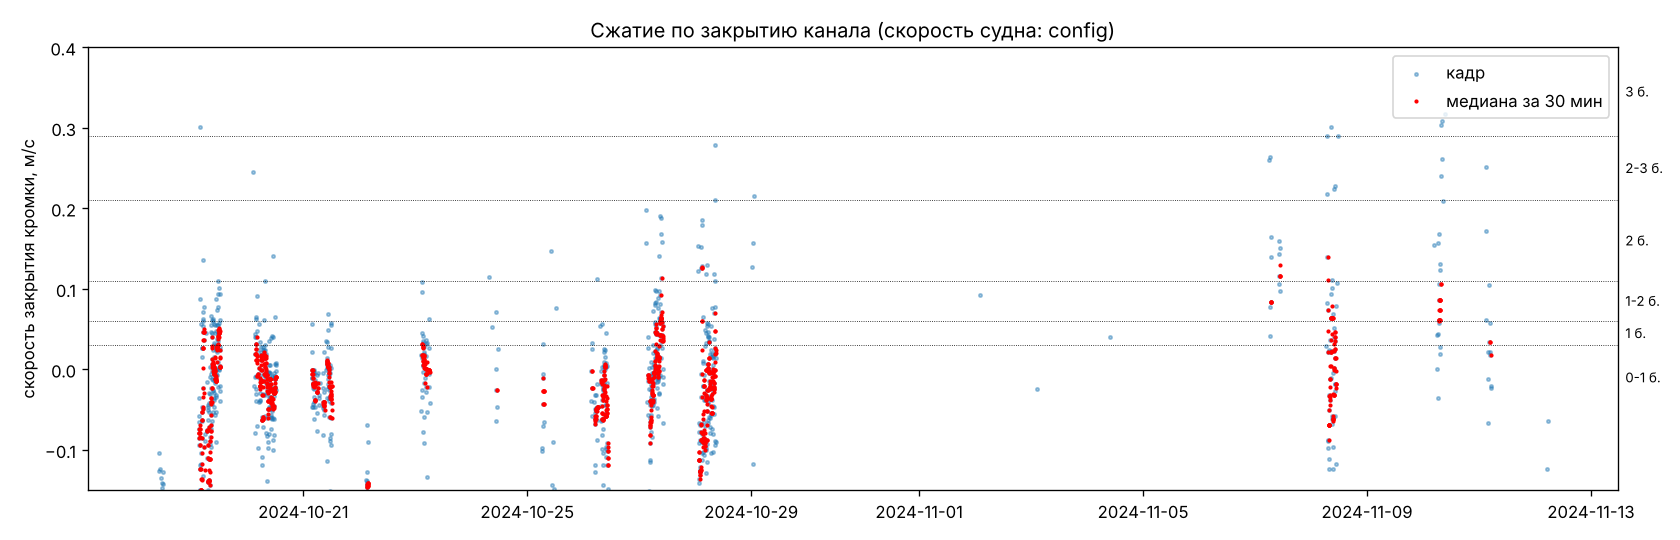 Сжатие по закрытию канала (скорость судна: config)
скорость закрытия кромки, м/с
0.4
0.3
0.2
0.1
0.0
−0.1
кадр
медиана за 30 мин
3 б.
2-3 б.
2 б.
1-2 б.
1 б.
0-1 б.
2024-10-21
2024-10-25
2024-10-29
2024-11-01
2024-11-05
2024-11-09
2024-11-13